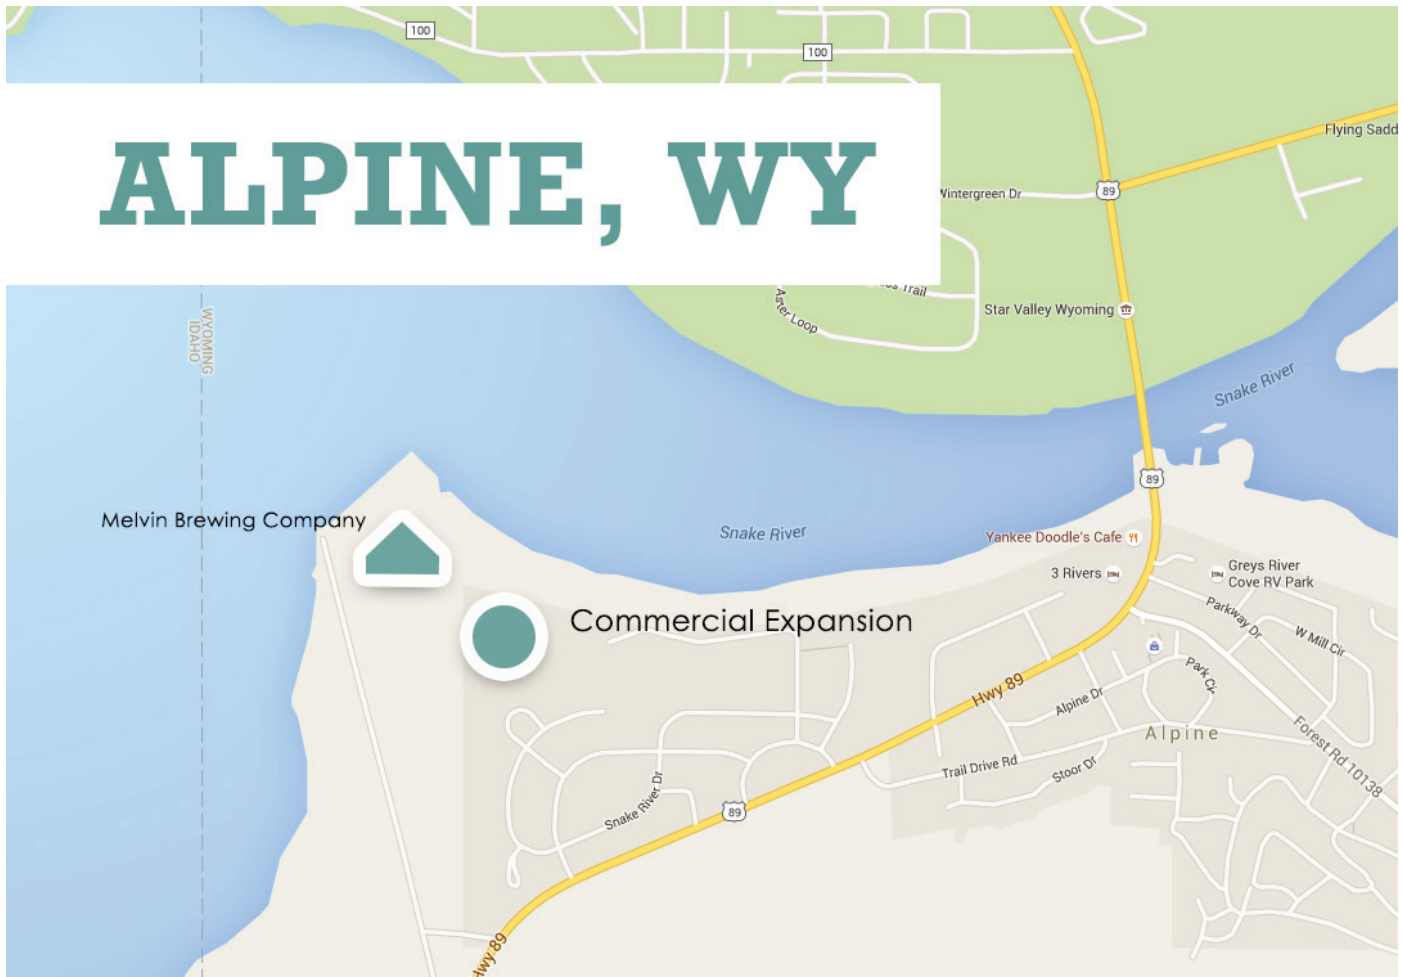 100
100
ALPINE, WY
Flying Sadd
Wintergreen Dr
89
Trail
Aster Loop
Star Valley Wyoming
WYOMING
IDAHO
Snake River
89
Melvin Brewing Company
Snake River
Yankee Doodle's Cafe
3 Rivers
Greys River
Cove RV Park
Commercial Expansion
Parkway Dr
W Mill Cir
Park Cir
Hwy 89
Alpine Dr
Alpine
Forest Rd 10138
Trail Drive Rd
Stoor Dr
Snake River Dr
89
Hwy 89